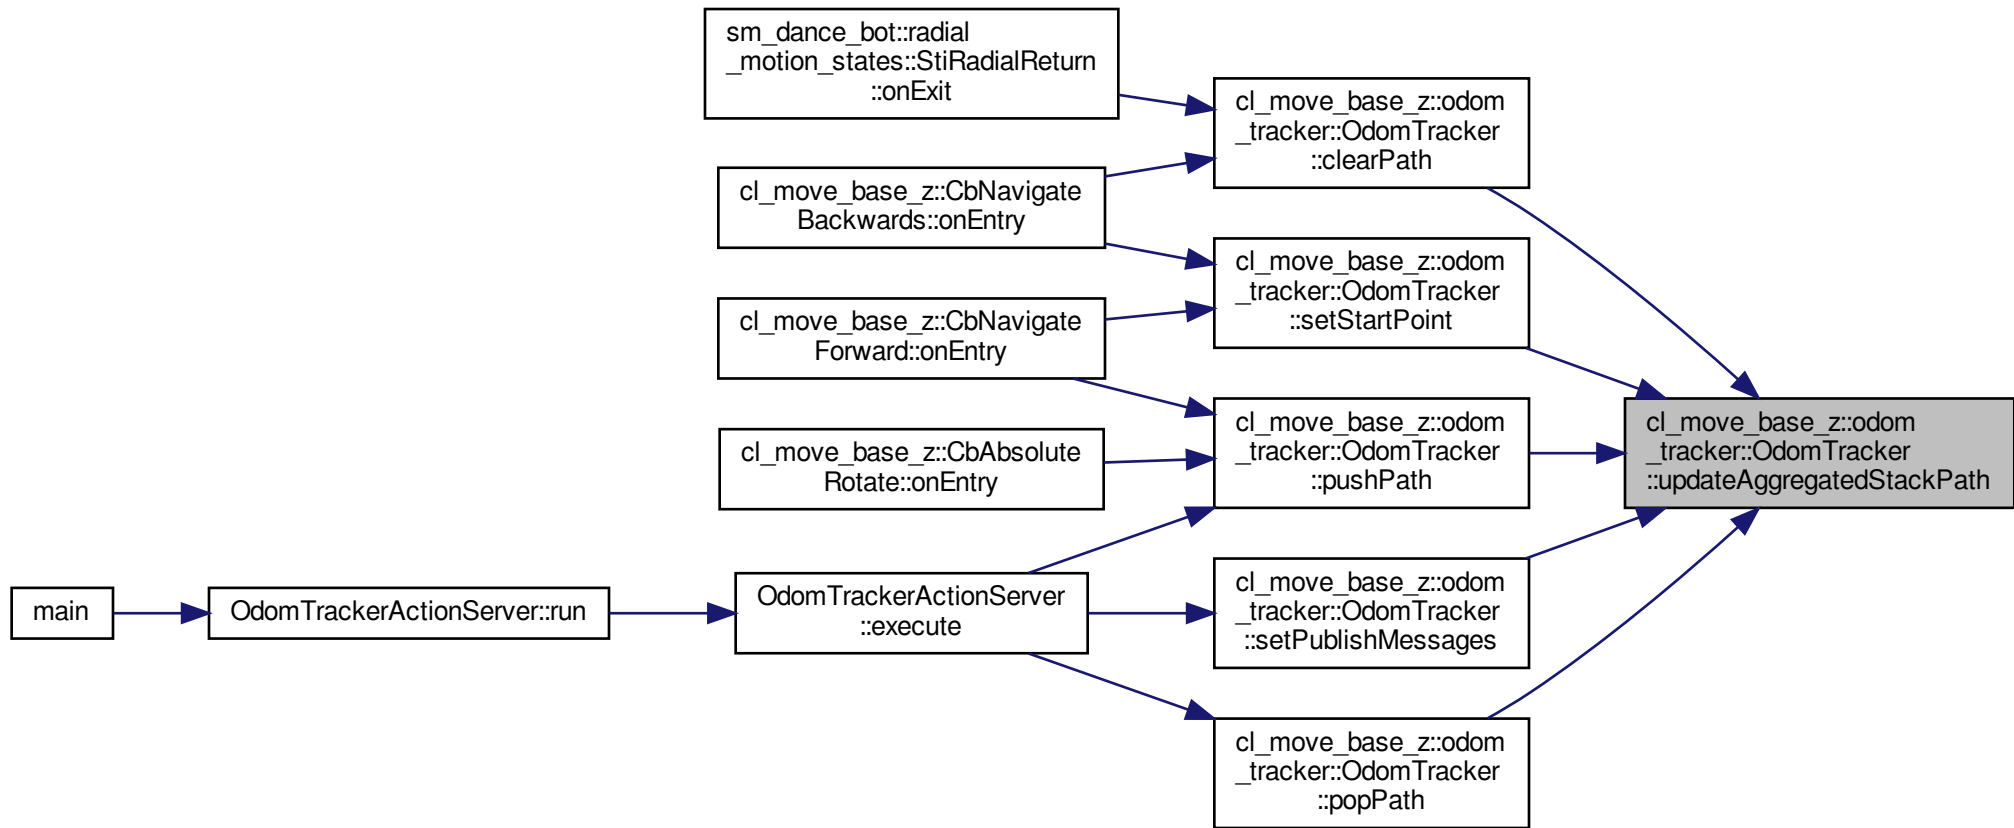 sm_dance_bot::radial
_motion_states::StiRadialReturn
::onExit
cl_move_base_z::odom
_tracker::OdomTracker
::clearPath
cl_move_base_z::CbNavigate
Backwards::onEntry
cl_move_base_z::odom
_tracker::OdomTracker
::setStartPoint
cl_move_base_z::CbNavigate
Forward::onEntry
cl_move_base_z::odom
_tracker::OdomTracker
::pushPath
cl_move_base_z::odom
_tracker::OdomTracker
::updateAggregatedStackPath
cl_move_base_z::CbAbsolute
Rotate::onEntry
main
OdomTrackerActionServer::run
OdomTrackerActionServer
::execute
cl_move_base_z::odom
_tracker::OdomTracker
::setPublishMessages
cl_move_base_z::odom
_tracker::OdomTracker
::popPath